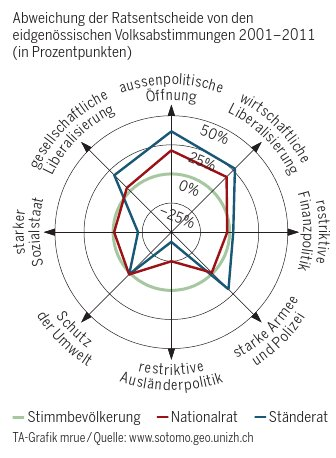 Abweichung der Ratsentscheide von den
eidgenössischen Volksabstimmungen 2001–2011
(in Prozentpunkten)
aussenpolitische
Öffnung
wirtschaftliche
Liberalisierung
restriktive
Finanzpolitik
starke Armee
und Polizei
restriktive
Ausländerpolitik
Schutz
der Umwelt
starker
Sozialstaat
gesellschaftliche
Liberalisierung
50%
25%
0%
–25%
Stimmbevölkerung
Nationalrat
Ständerat
TA-Grafik mrue / Quelle: www.sotomo.geo.unizh.ch